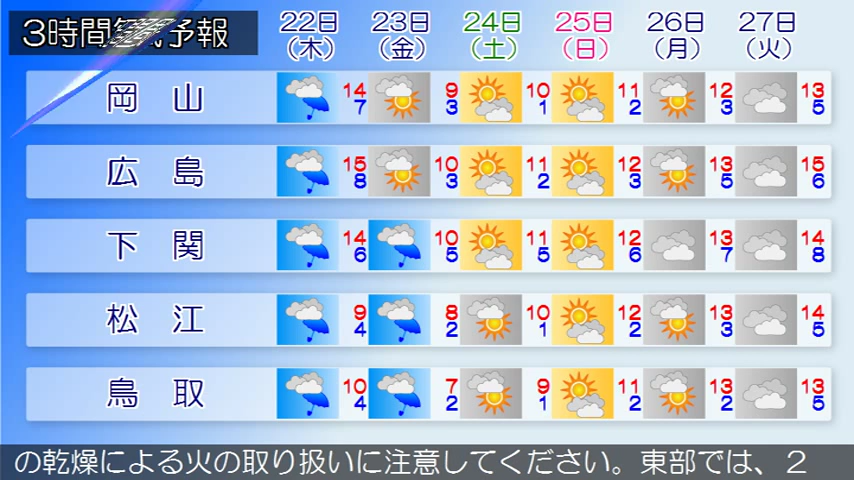 3時間天気予報
22日 23日 24日 25日 26日 27日
(木) (金) (土) (日) (月) (火)
岡 山 14 7 9 3 10 1 11 2 12 3 13 5
広 島 15 8 10 3 11 2 12 3 13 5 15 6
下 関 14 6 10 5 11 5 12 6 13 7 14 8
松 江 9 4 8 2 10 1 12 2 13 3 14 5
鳥 取 10 4 7 2 9 1 11 2 13 2 13 5
の乾燥による火の取り扱いに注意してください。東部では、２